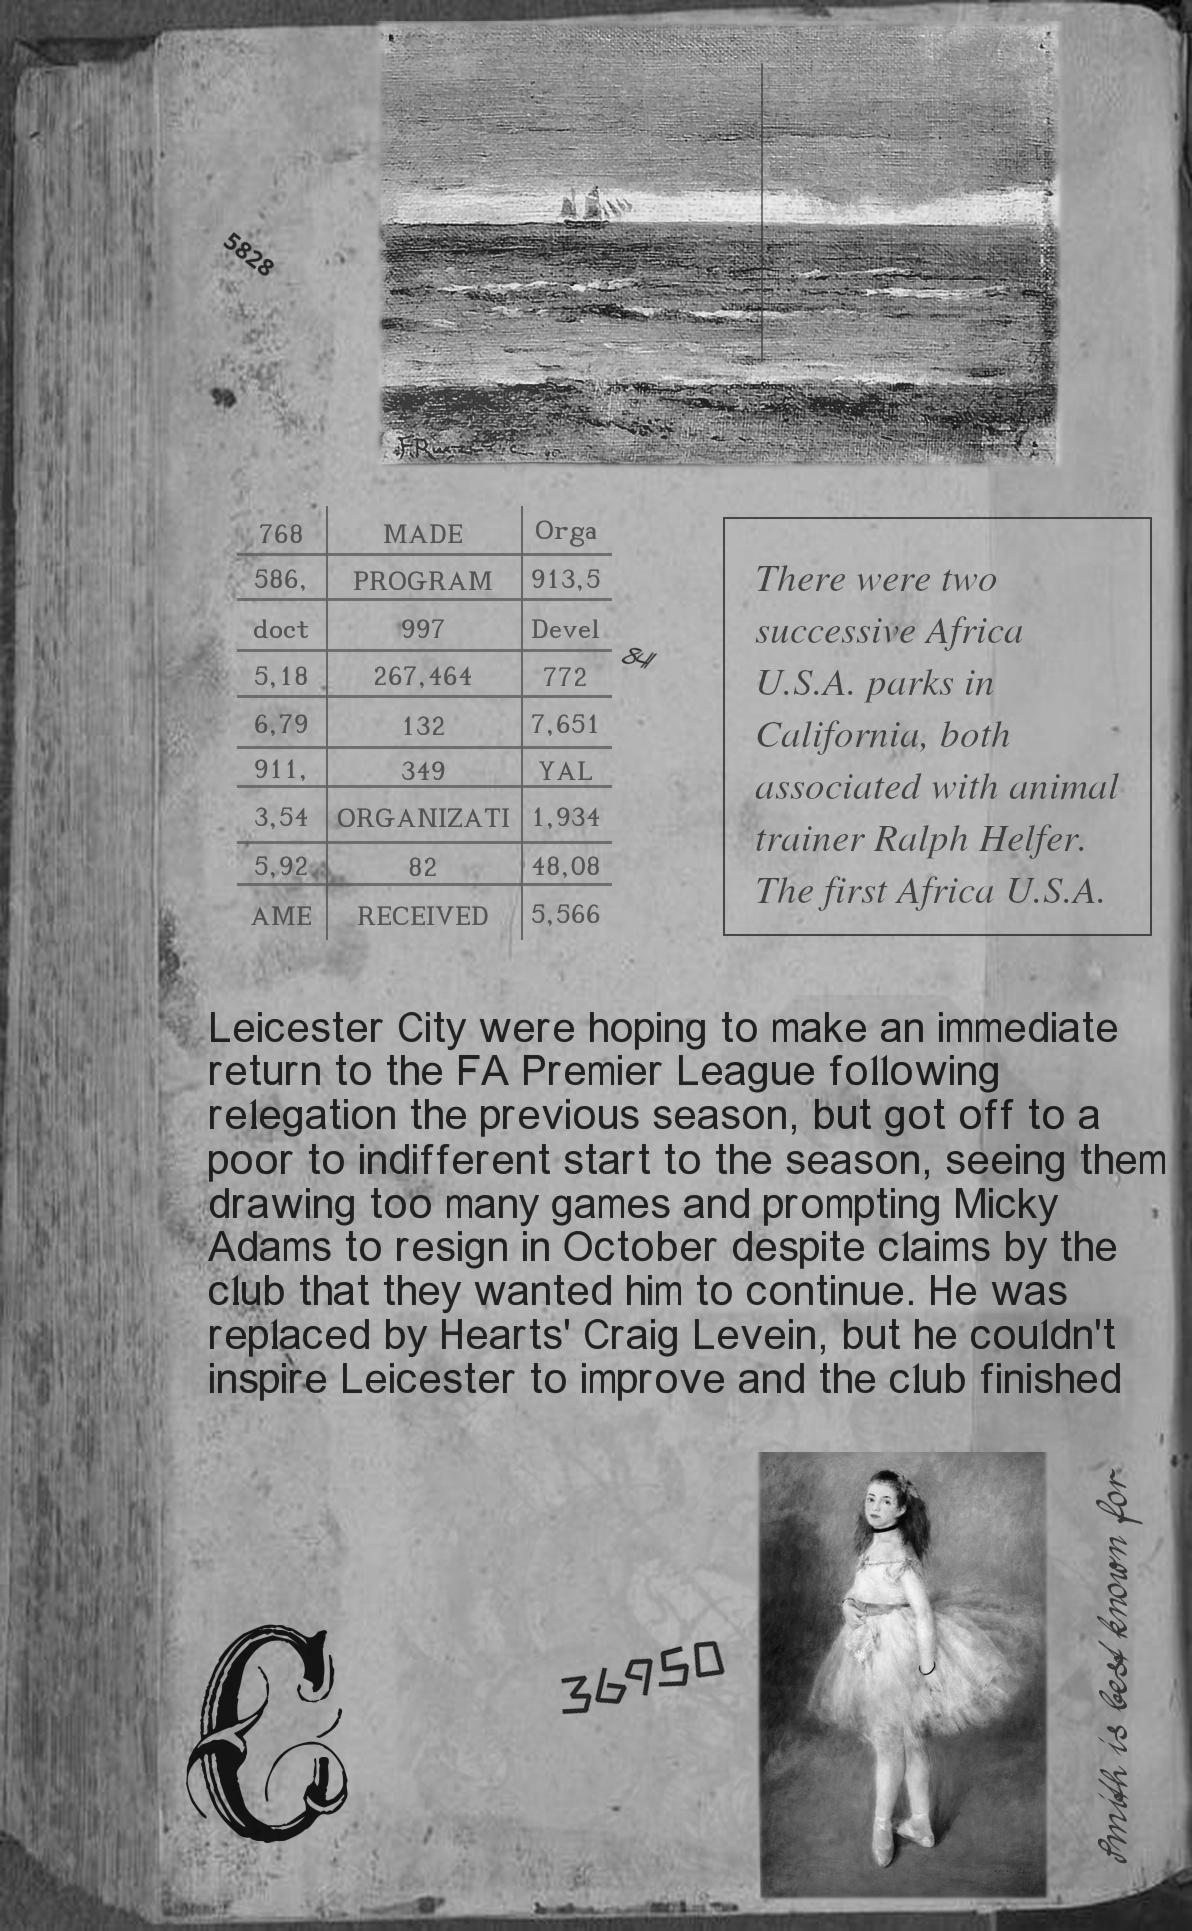 5828
768 MADE Orga
586, PROGRAM 913,5
doct 997 Devel
5,18 267,464 772
6,79 132 7,651
911, 349 YAL
3,54 ORGANIZATI 1,934
5,92 82 48,08
AME RECEIVED 5,566
841
There were two
successive Africa
U.S.A. parks in
California, both
associated with animal
trainer Ralph Helfer.
The first Africa U.S.A.
Leicester City were hoping to make an immediate
return to the FA Premier League following
relegation the previous season, but got off to a
poor to indifferent start to the season, seeing them
drawing too many games and prompting Micky
Adams to resign in October despite claims by the
club that they wanted him to continue. He was
replaced by Hearts' Craig Levein, but he couldn't
inspire Leicester to improve and the club finished
C
36950
Smith is best known for